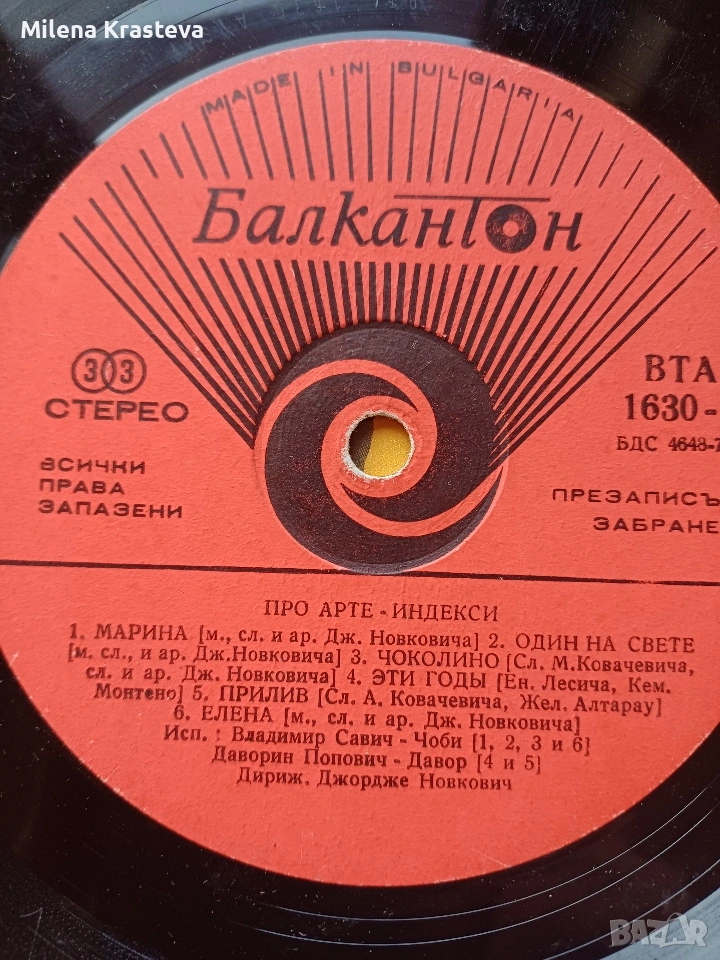 Milena Krasteva
MADE IN BULGARIA
Балкантон
33
СТЕРЕО
ВТА
1630-
БДС 4648-7
ВСИЧКИ
ПРАВА
ЗАПАЗЕНИ
ПРЕЗАПИСЪ
ЗАБРАНЕ
ПРО АРТЕ - ИНДЕКСИ
1. МАРИНА [м., сл. и ар. Дж. Новковича] 2. ОДИН НА СВЕТЕ
[м. сл., и ар. Дж.Новковича] 3. ЧОКОЛИНО [Сл. М.Ковачевича,
сл. и ар. Дж. Новковича] 4. ЭТИ ГОДЫ [Ен. Лесича, Кем.
Монтено] 5. ПРИЛИВ [Сл. А. Ковачевича, Жел. Алтарау]
6. ЕЛЕНА [м., сл. и ар. Дж. Новковича]
Исп. : Владимир Савич - Чоби [1, 2, 3 и 6]
Даворин Попович - Давор [4 и 5]
Дириж. Джордже Новкович
BAZAR